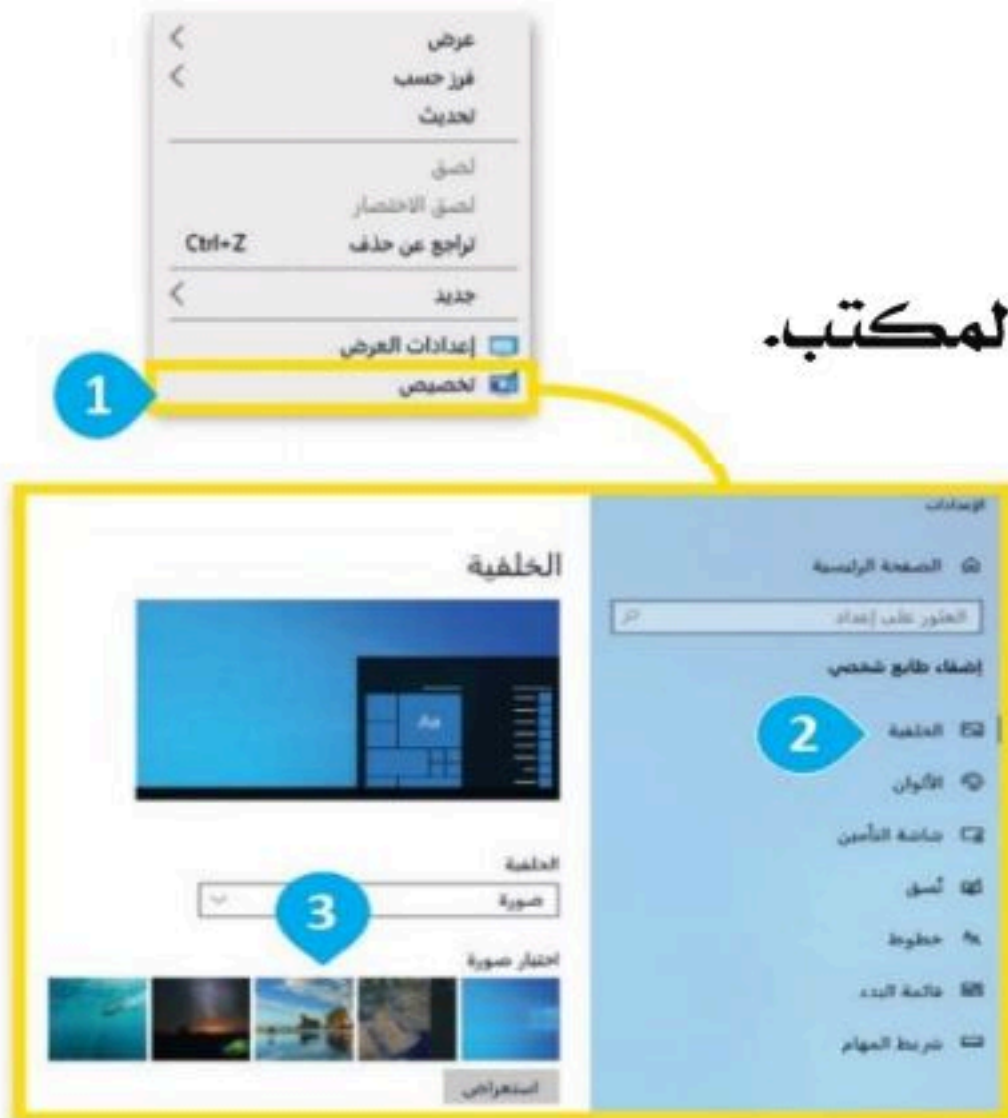 عرض
فرز حسب
تحديث
لصق
لصق الاختصار
تراجع عن حذف Ctrl+Z
جديد
إعدادات العرض
تخصيص
1
لمكتب.
الإعدادات
الصفحة الرئيسية
العثور على إعداد
إضفاء طابع شخصي
2
الخلفية
الألوان
شاشة التأمين
نُسق
خطوط
قائمة البدء
شريط المهام
الخلفية
Aa
الخلفية
صورة
3
اختيار صورة
استعراض